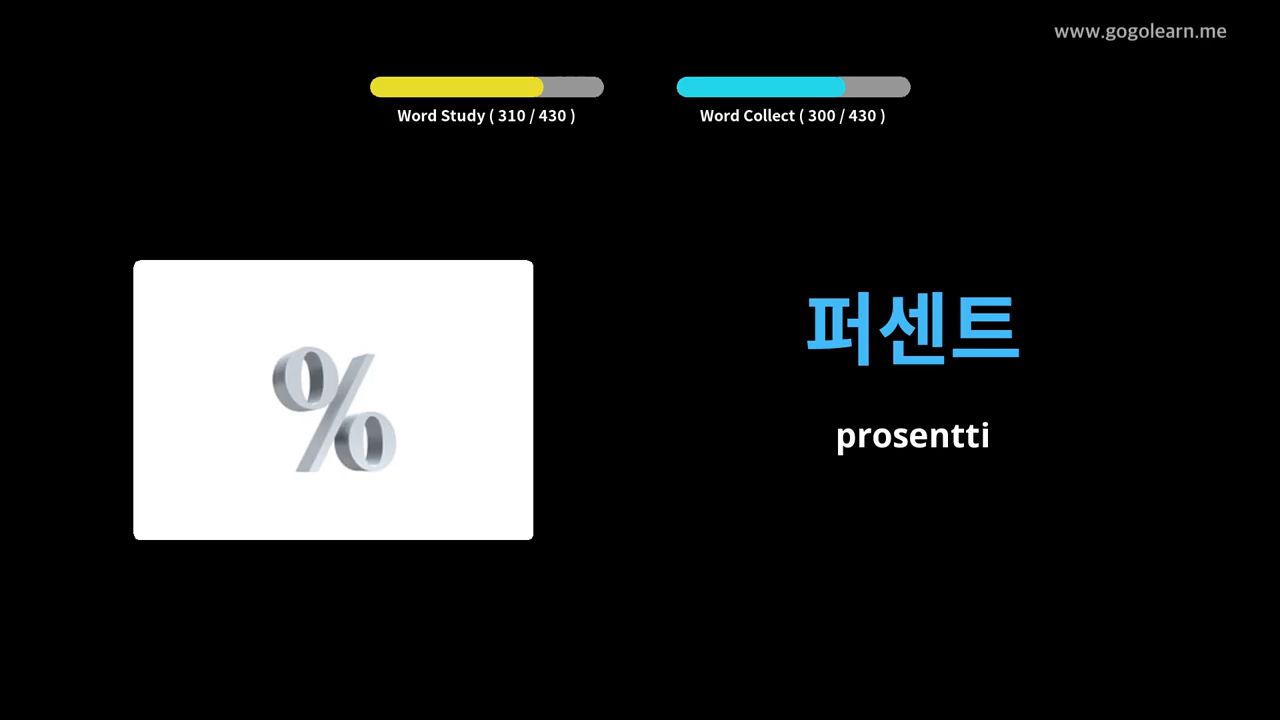 www.gogolearn.me
Word Study ( 310 / 430 )
Word Collect ( 300 / 430 )
%
퍼센트
prosentti